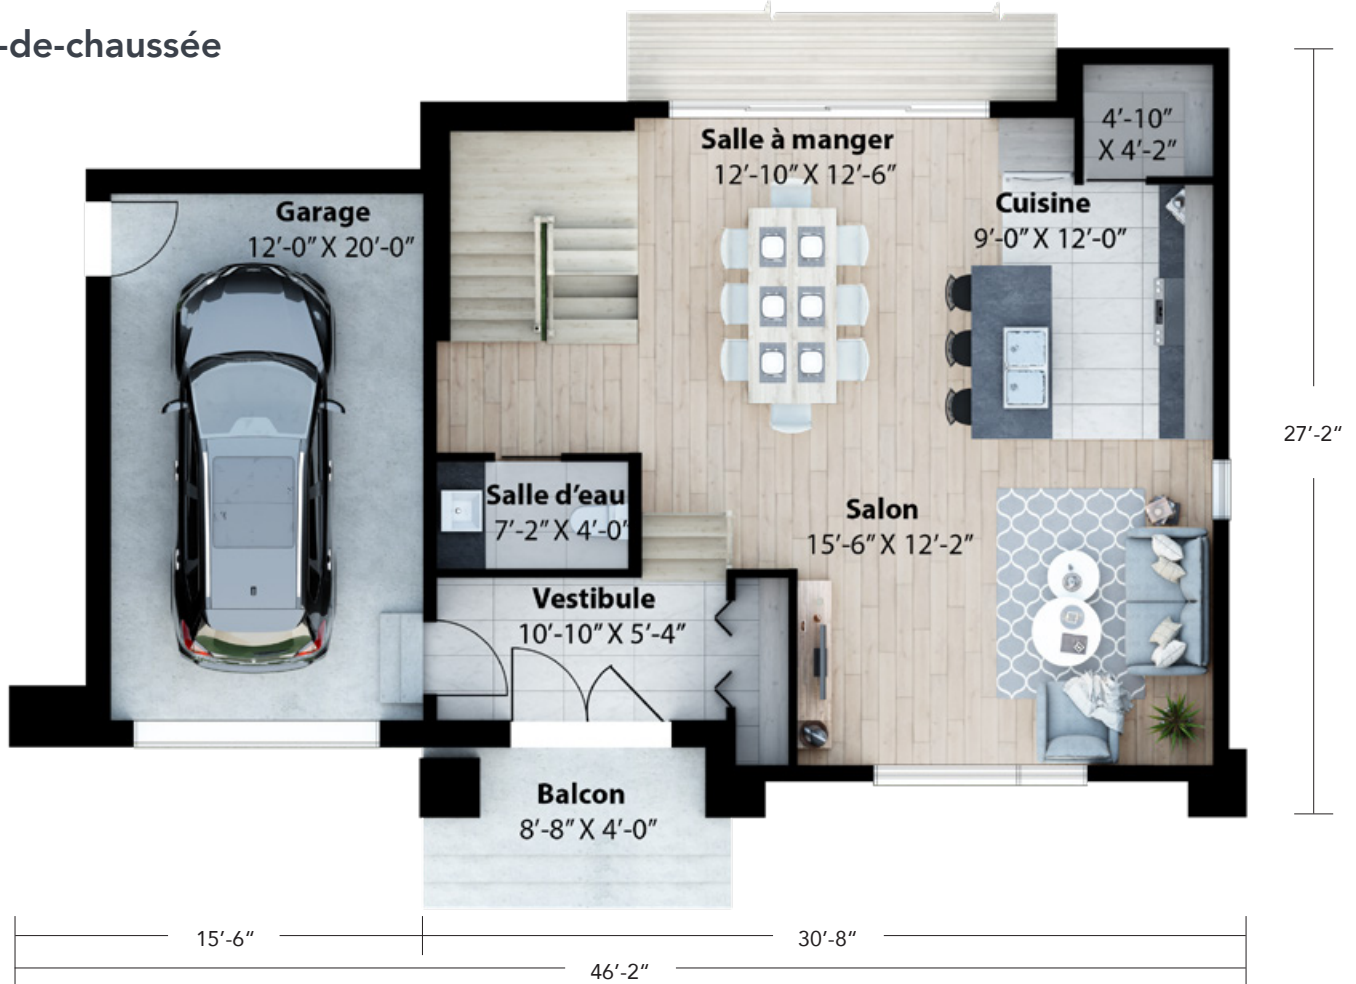 -de-chaussée
Salle à manger
12’-10” X 12’-6”
4’-10”
X 4’-2”
Garage
12’-0” X 20’-0”
Cuisine
9’-0” X 12’-0”
27’-2“
Salle d’eau
7’-2” X 4’-0”
Salon
15’-6” X 12’-2”
Vestibule
10’-10” X 5’-4”
Balcon
8’-8” X 4’-0”
15’-6“
30’-8“
46’-2“